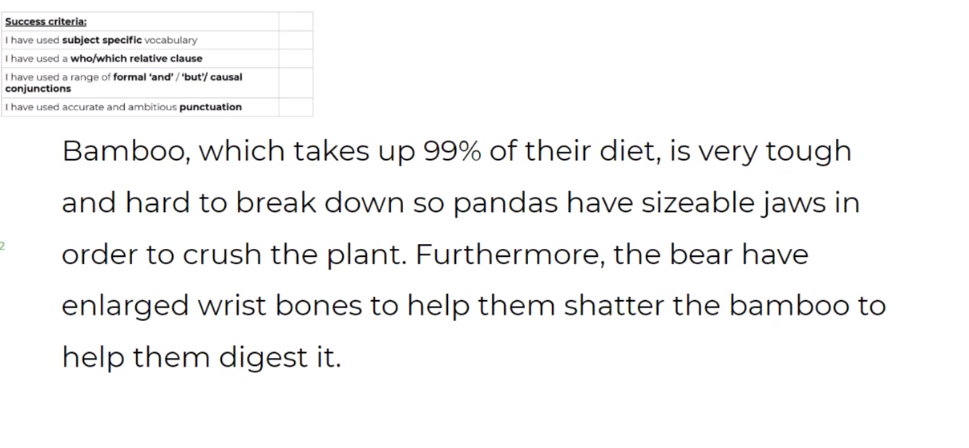 Success criteria:
I have used subject specific vocabulary
I have used a who/which relative clause
I have used a range of formal ‘and’ / ‘but’/ causal
conjunctions
I have used accurate and ambitious punctuation
Bamboo, which takes up 99% of their diet, is very tough
and hard to break down so pandas have sizeable jaws in
2
order to crush the plant. Furthermore, the bear have
enlarged wrist bones to help them shatter the bamboo to
help them digest it.